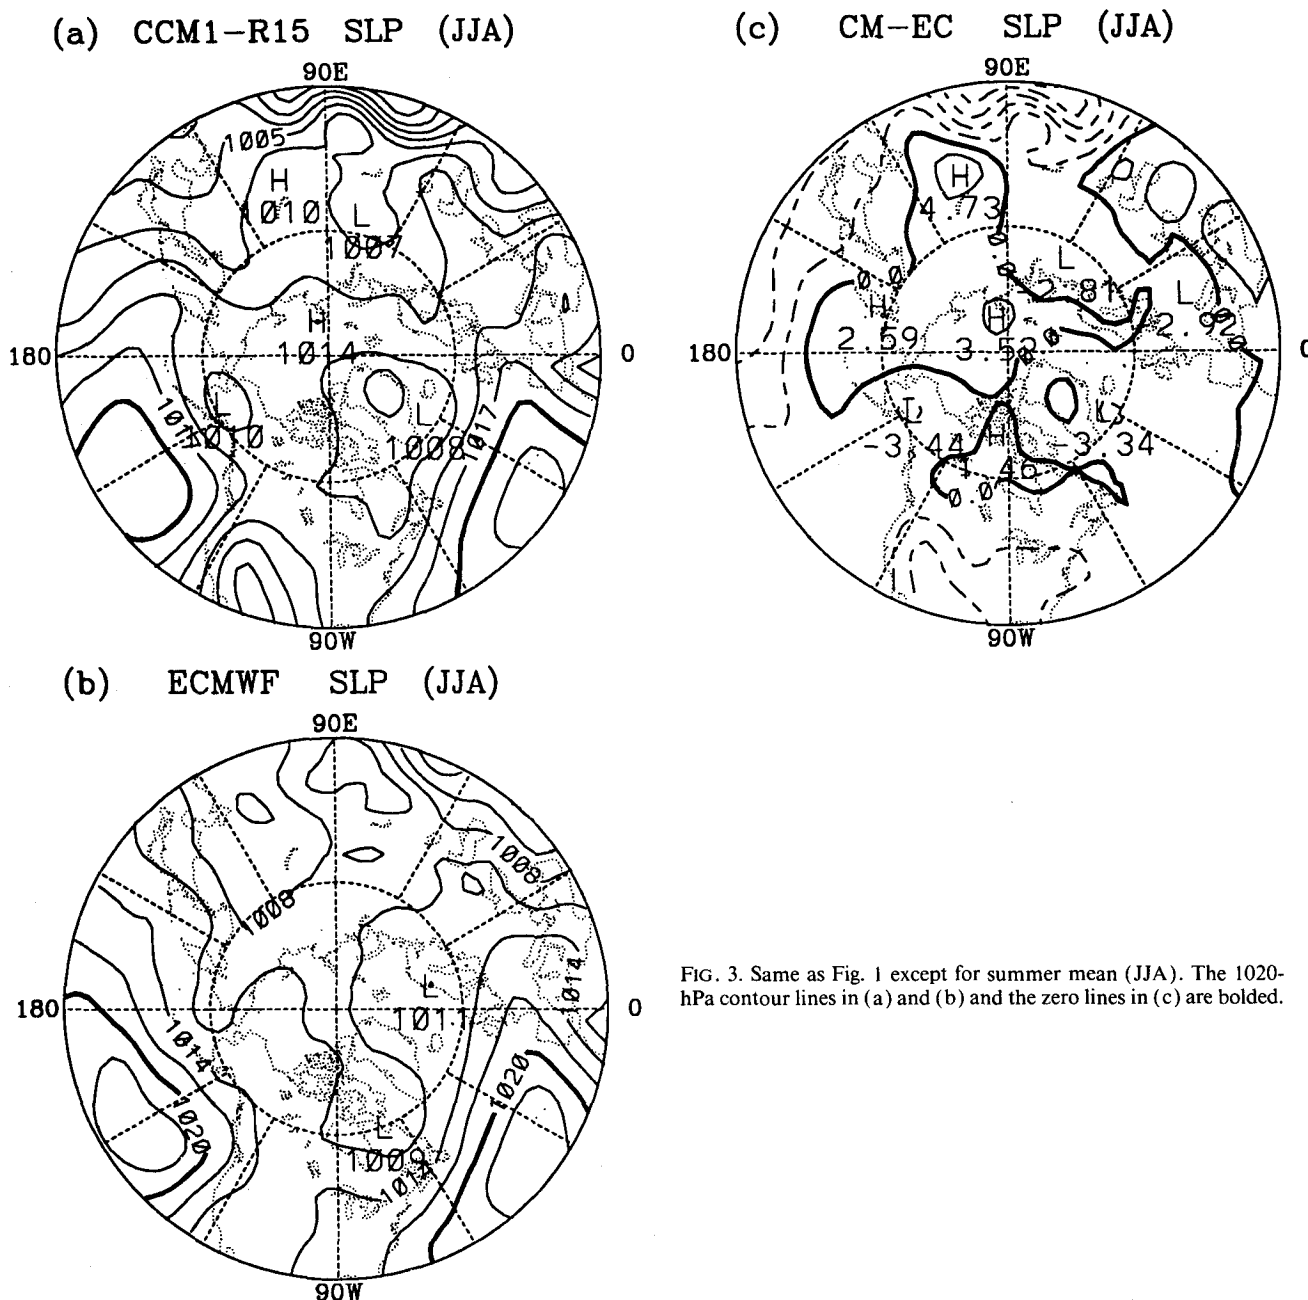 (a) CCM1-R15 SLP (JJA)
90E
1005
H
1010
L
1007
H
1014
180
0
L
1010
L
1008
1017
90W
(c) CM-EC SLP (JJA)
90E
H
4.73
0.0
H
2.59
L
-2.81
L
2.92
H
3.52
180
L
-3.44
H
1.46
0.0
L
-3.34
90W
(b) ECMWF SLP (JJA)
90E
1008
1008
1014
L
1011
180
0
1014
1020
1020
L
1009
90W
FIG. 3. Same as Fig. 1 except for summer mean (JJA). The 1020-
hPa contour lines in (a) and (b) and the zero lines in (c) are bolded.